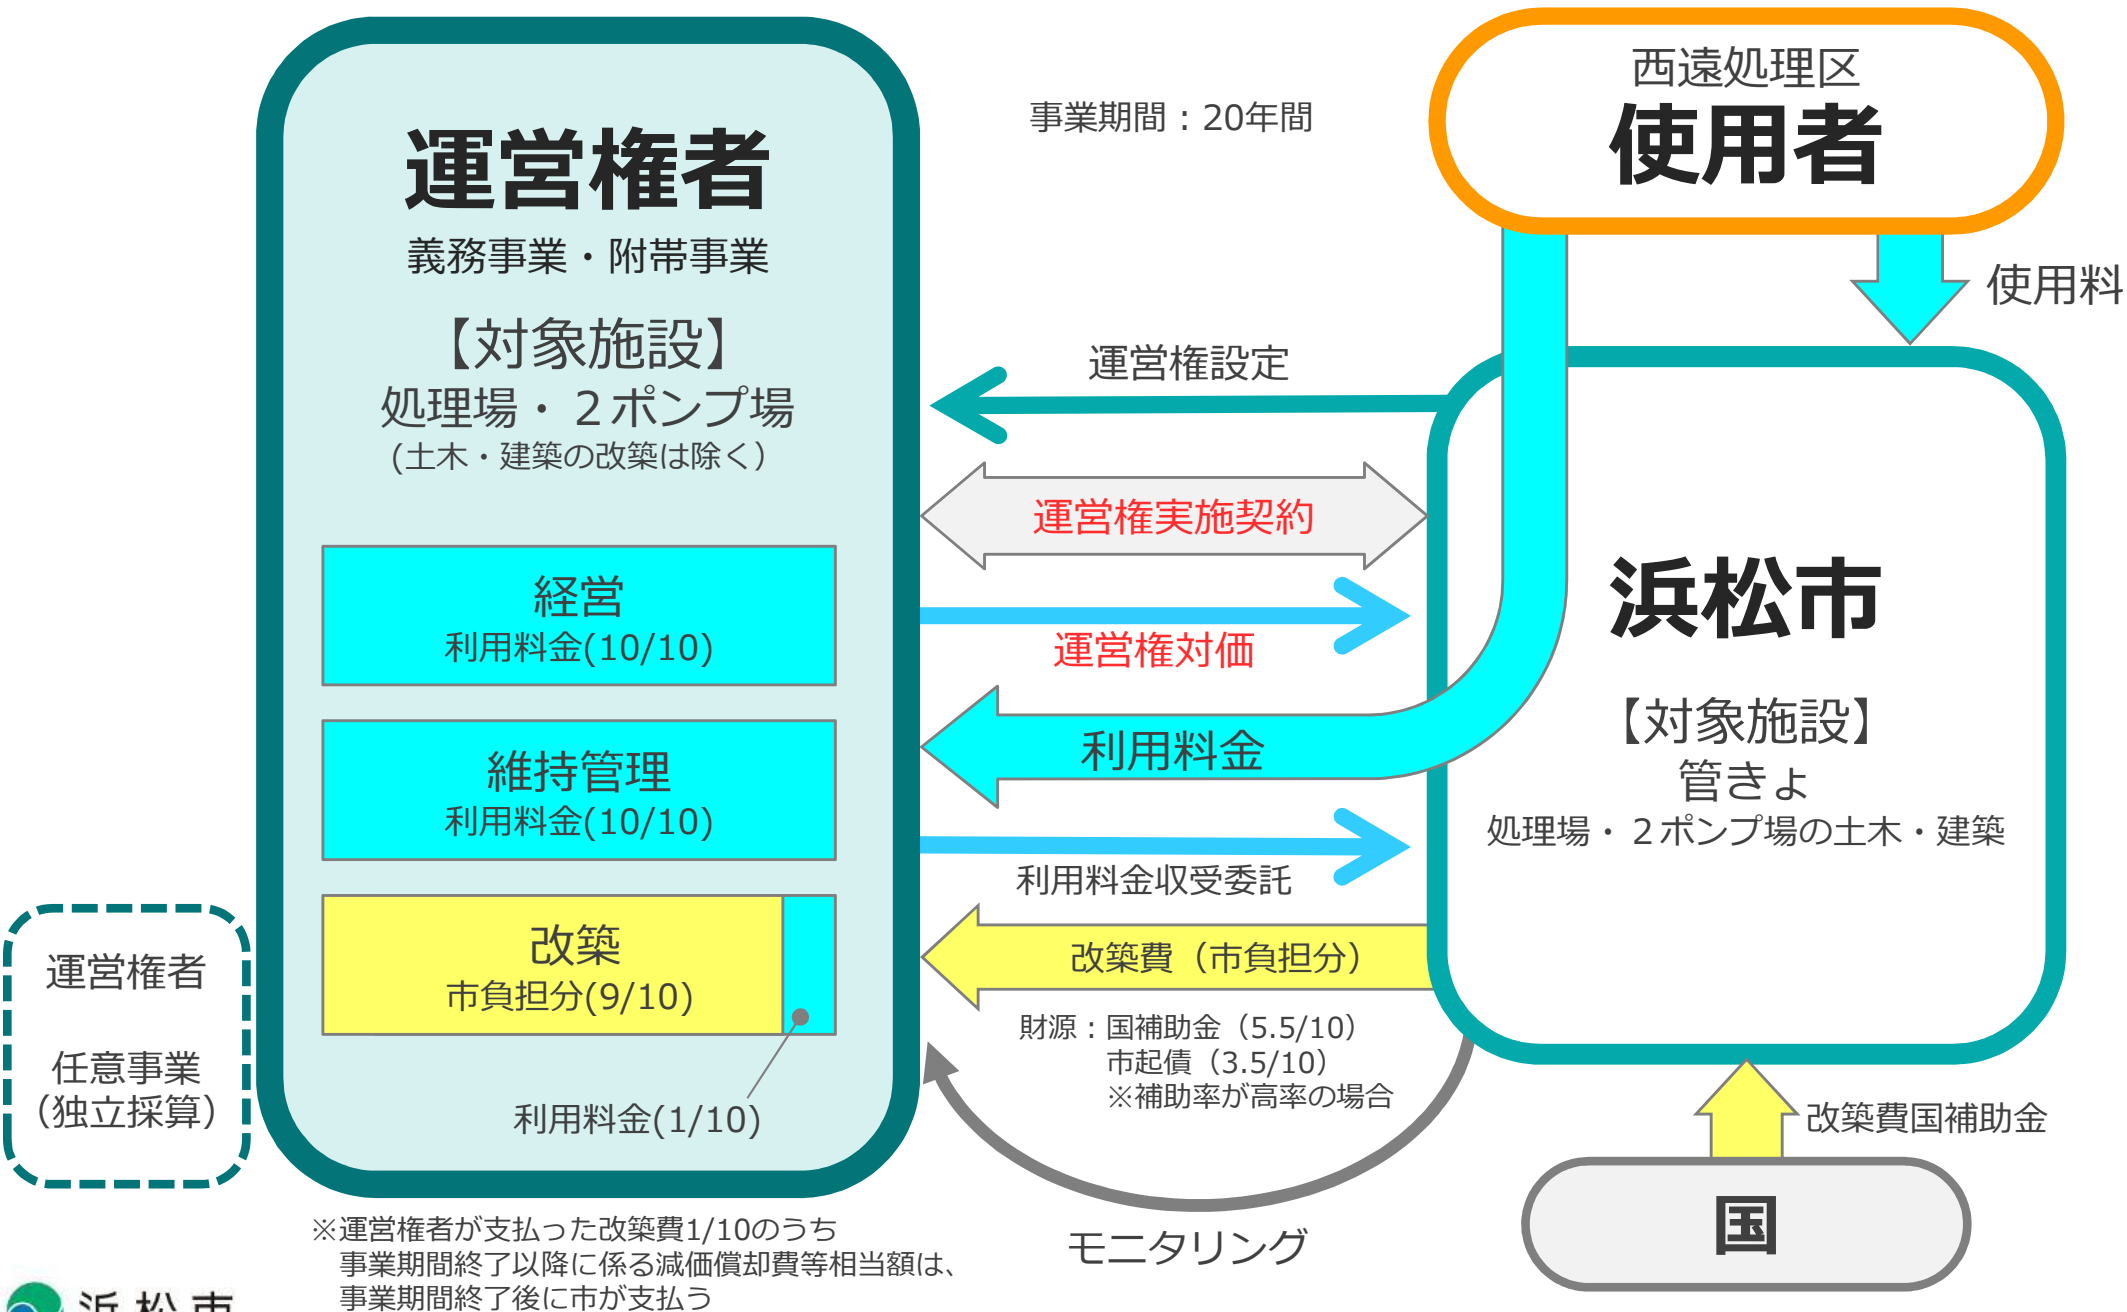 運営権者
義務事業・附帯事業
【対象施設】
処理場・２ポンプ場
(土木・建築の改築は除く）
経営
利用料金(10/10)
維持管理
利用料金(10/10)
改築
市負担分(9/10)
利用料金(1/10)
運営権者
任意事業
（独立採算）
※運営権者が支払った改築費1/10のうち
事業期間終了以降に係る減価償却費等相当額は、
事業期間終了後に市が支払う
浜松市
事業期間：20年間
運営権設定
運営権実施契約
運営権対価
利用料金
利用料金収受委託
改築費（市負担分）
財源：国補助金（5.5/10）
市起債（3.5/10）
※補助率が高率の場合
モニタリング
西遠処理区
使用者
使用料
浜松市
【対象施設】
管きょ
処理場・２ポンプ場の土木・建築
改築費国補助金
国